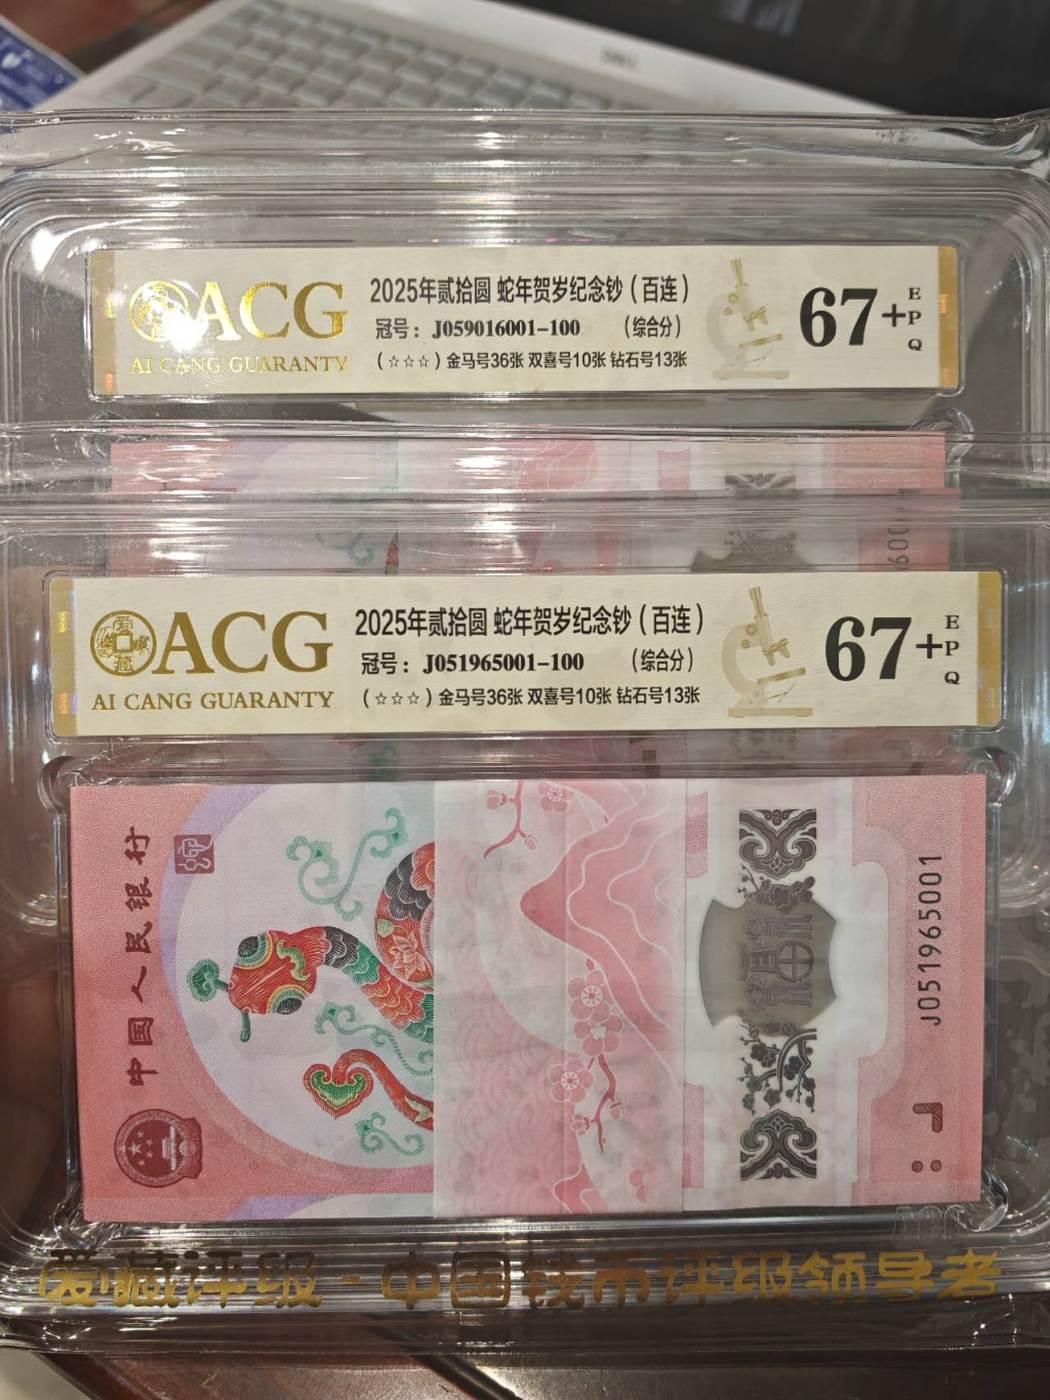 ACG
AI CANG GUARANTY
2025年贰拾圆 蛇年贺岁纪念钞（百连）
冠号：J059016001-100 （综合分）
（☆☆☆）金马号36张 双喜号10张 钻石号13张
67+
EPQ
ACG
AI CANG GUARANTY
2025年贰拾圆 蛇年贺岁纪念钞（百连）
冠号：J051965001-100 （综合分）
（☆☆☆）金马号36张 双喜号10张 钻石号13张
67+
EPQ
中国人民银行
J051965001
爱藏评级·中国钱币评级领导者